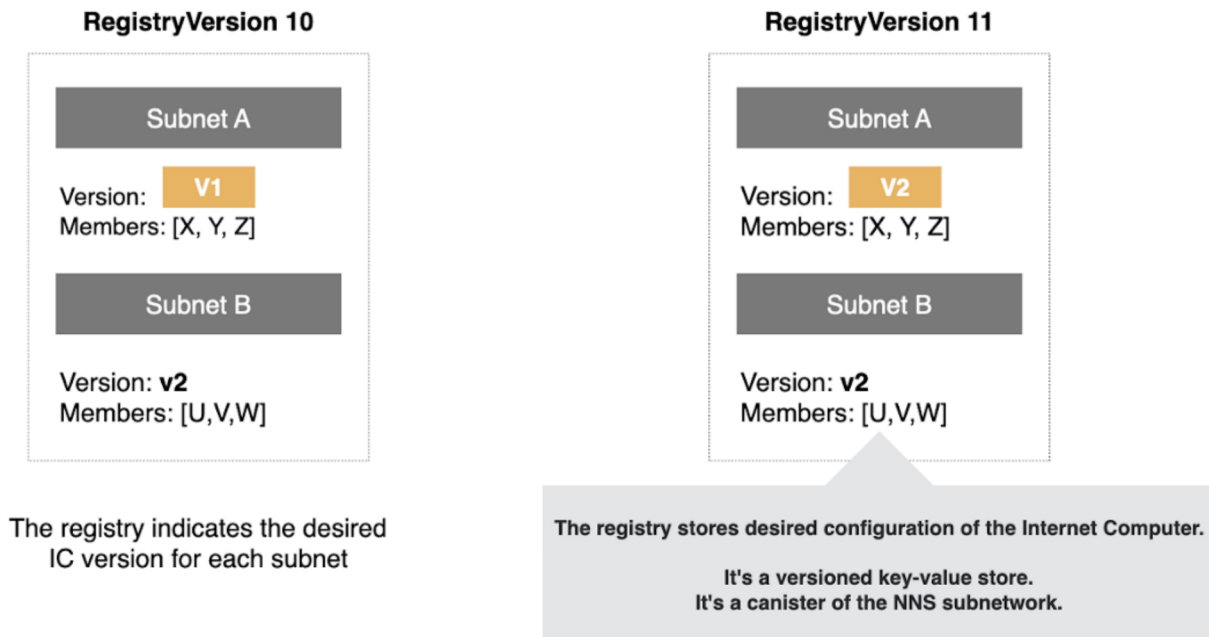 RegistryVersion 10
Subnet A
Version: V1
Members: [X, Y, Z]
Subnet B
Version: v2
Members: [U,V,W]
The registry indicates the desired
IC version for each subnet
RegistryVersion 11
Subnet A
Version: V2
Members: [X, Y, Z]
Subnet B
Version: v2
Members: [U,V,W]
The registry stores desired configuration of the Internet Computer.
It's a versioned key-value store.
It's a canister of the NNS subnetwork.